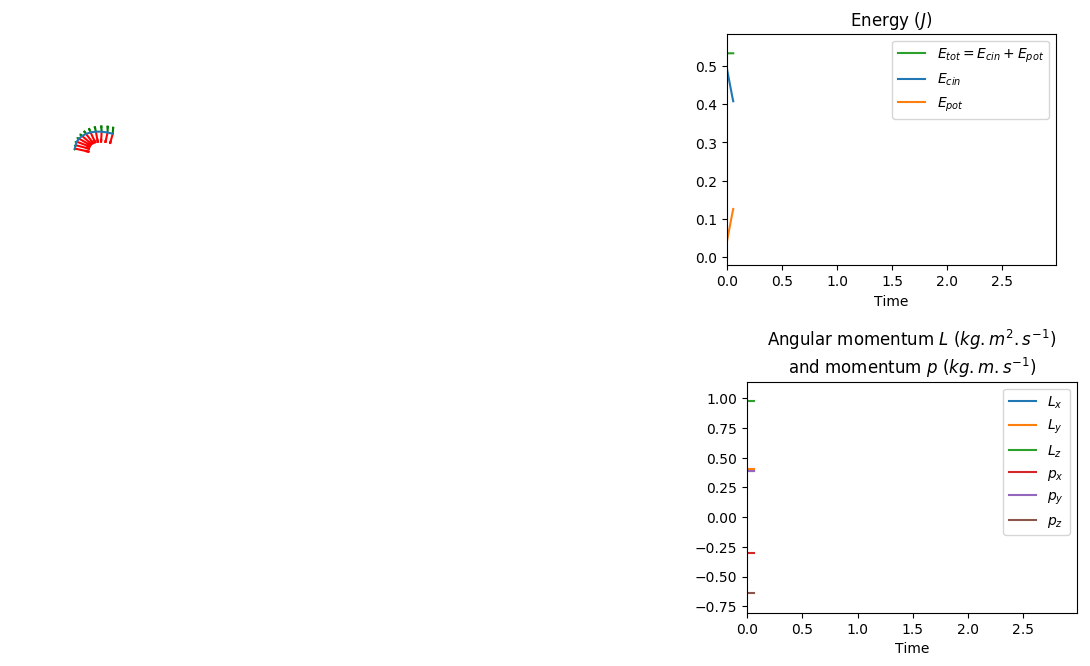 Energy (J)
E_tot = E_cin + E_pot
E_cin
E_pot
0.5
0.4
0.3
0.2
0.1
0.0
0.0 0.5 1.0 1.5 2.0 2.5
Time
Angular momentum L (kg.m².s⁻¹)
and momentum p (kg.m.s⁻¹)
1.00
0.75
0.50
0.25
0.00
−0.25
−0.50
−0.75
L_x
L_y
L_z
p_x
p_y
p_z
0.0 0.5 1.0 1.5 2.0 2.5
Time